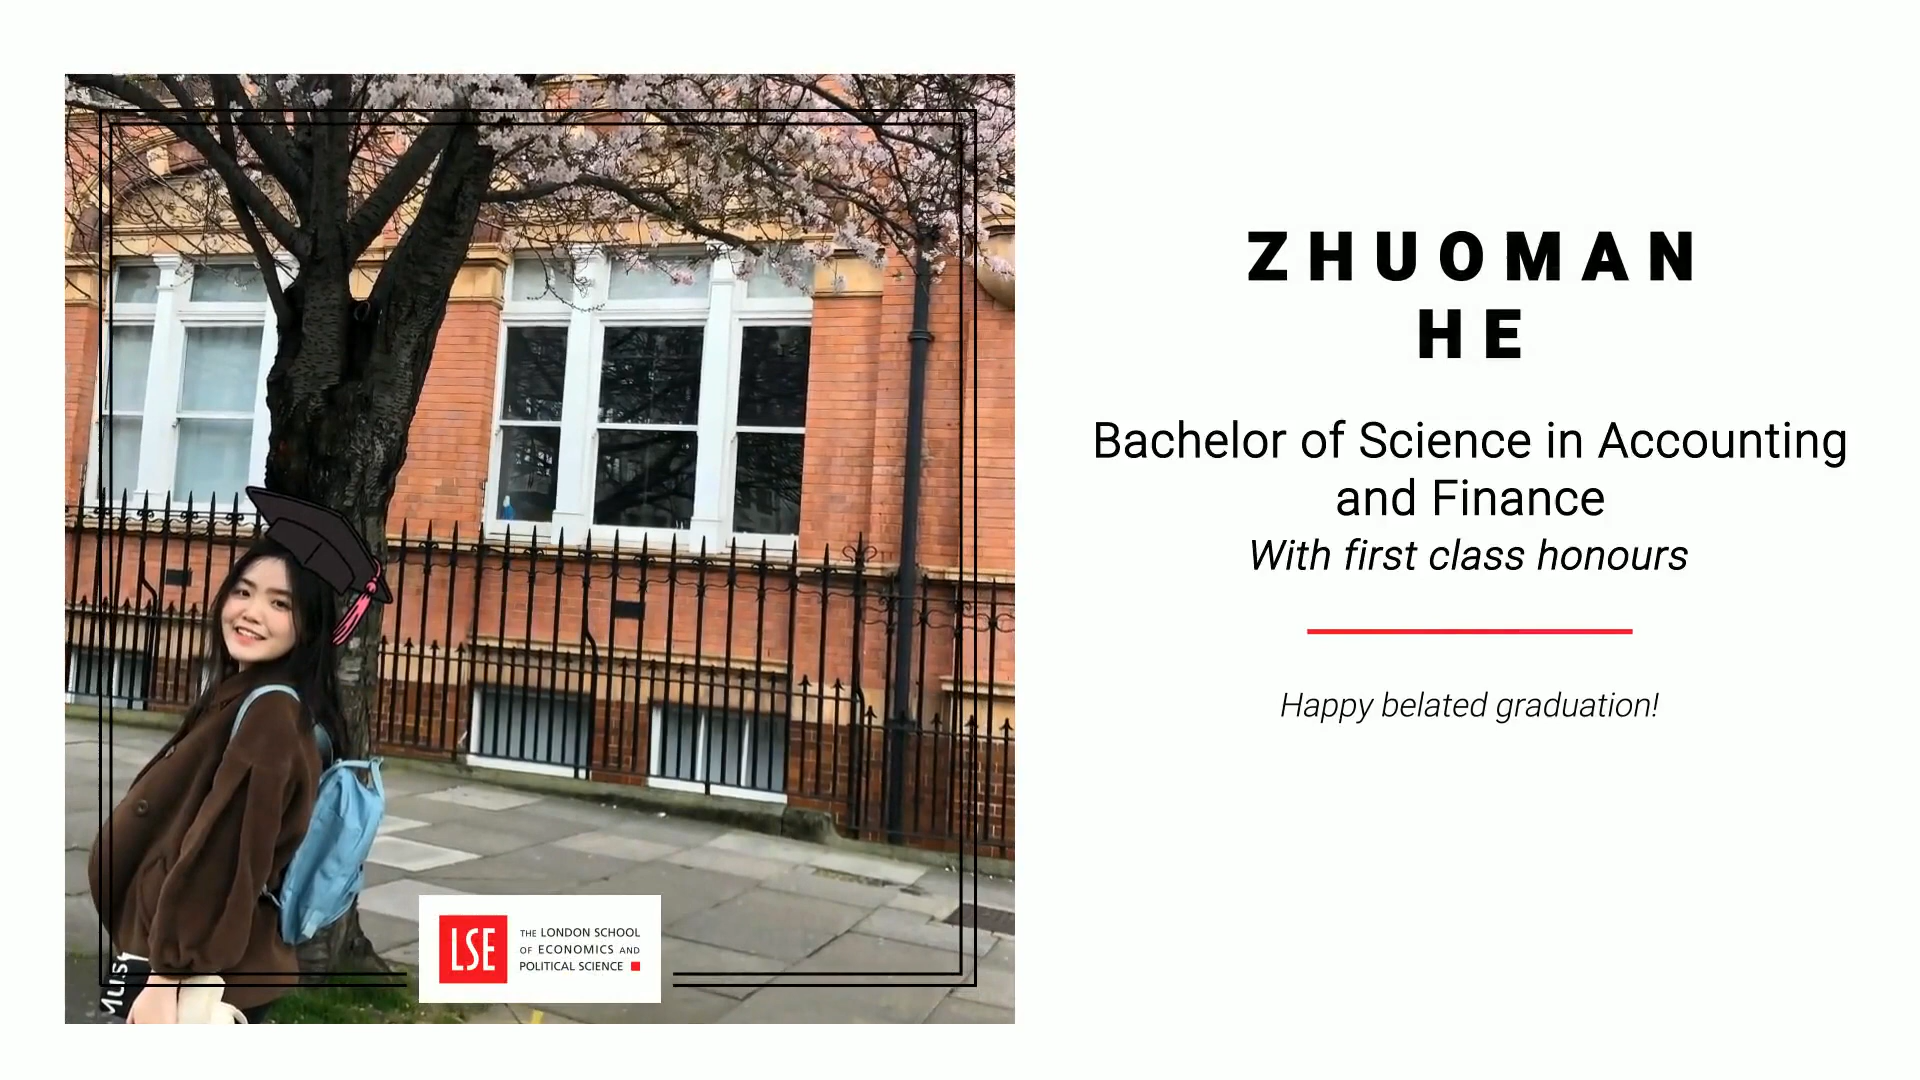 ZHUOMAN
HE
Bachelor of Science in Accounting
and Finance
With first class honours
Happy belated graduation!
LSE
THE LONDON SCHOOL
OF ECONOMICS AND
POLITICAL SCIENCE